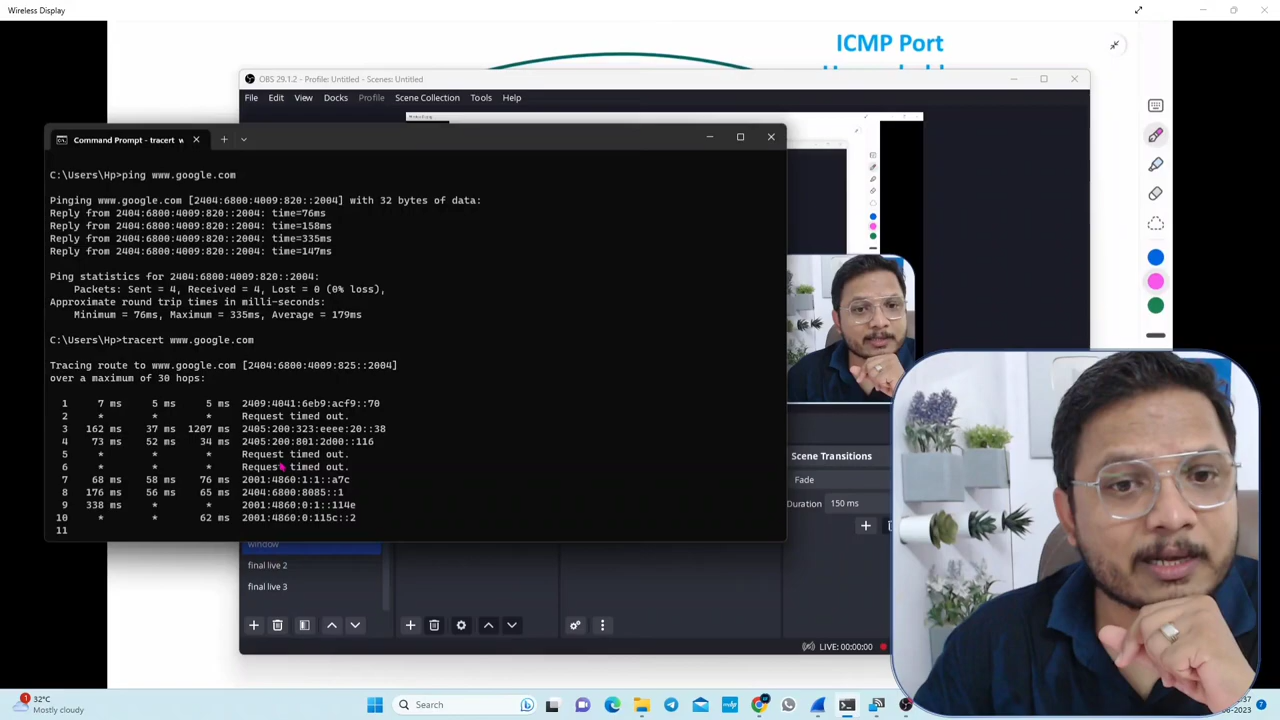 Wireless Display
ICMP Port
OBS 29.1.2 - Profile: Untitled - Scenes: Untitled
File Edit View Docks Profile Scene Collection Tools Help
Command Prompt - tracert w
C:\Users\Hp>ping www.google.com
Pinging www.google.com [2404:6800:4009:820::2004] with 32 bytes of data:
Reply from 2404:6800:4009:820::2004: time=76ms
Reply from 2404:6800:4009:820::2004: time=158ms
Reply from 2404:6800:4009:820::2004: time=335ms
Reply from 2404:6800:4009:820::2004: time=147ms
Ping statistics for 2404:6800:4009:820::2004:
Packets: Sent = 4, Received = 4, Lost = 0 (0% loss),
Approximate round trip times in milli-seconds:
Minimum = 76ms, Maximum = 335ms, Average = 179ms
C:\Users\Hp>tracert www.google.com
Tracing route to www.google.com [2404:6800:4009:825::2004]
over a maximum of 30 hops:
1 7 ms 5 ms 5 ms 2409:4041:6eb9:acf9::70
2 * * * Request timed out.
3 162 ms 37 ms 1207 ms 2405:200:323:eeee:20::38
4 73 ms 52 ms 34 ms 2405:200:801:2d00::116
5 * * * Request timed out.
6 * * * Request timed out.
7 68 ms 58 ms 76 ms 2001:4860:1:1::a7c
8 176 ms 56 ms 65 ms 2404:6800:8085::1
9 338 ms * * 2001:4860:0:1::114e
10 * * 62 ms 2001:4860:0:115c::2
11
Scene Transitions
Fade
Duration 150 ms
window
final live 2
final live 3
LIVE: 00:00:00
32°C
Mostly cloudy
Search